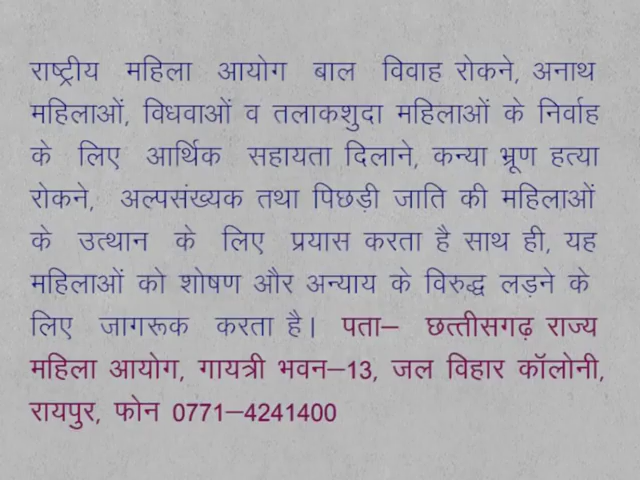 राष्ट्रीय महिला आयोग बाल विवाह रोकने, अनाथ
महिलाओं, विधवाओं व तलाकशुदा महिलाओं के निर्वाह
के लिए आर्थिक सहायता दिलाने, कन्या भ्रूण हत्या
रोकने, अल्पसंख्यक तथा पिछड़ी जाति की महिलाओं
के उत्थान के लिए प्रयास करता है साथ ही, यह
महिलाओं को शोषण और अन्याय के विरुद्ध लड़ने के
लिए जागरूक करता है। पता– छत्तीसगढ़ राज्य
महिला आयोग, गायत्री भवन–13, जल विहार कॉलोनी,
रायपुर, फोन 0771–4241400